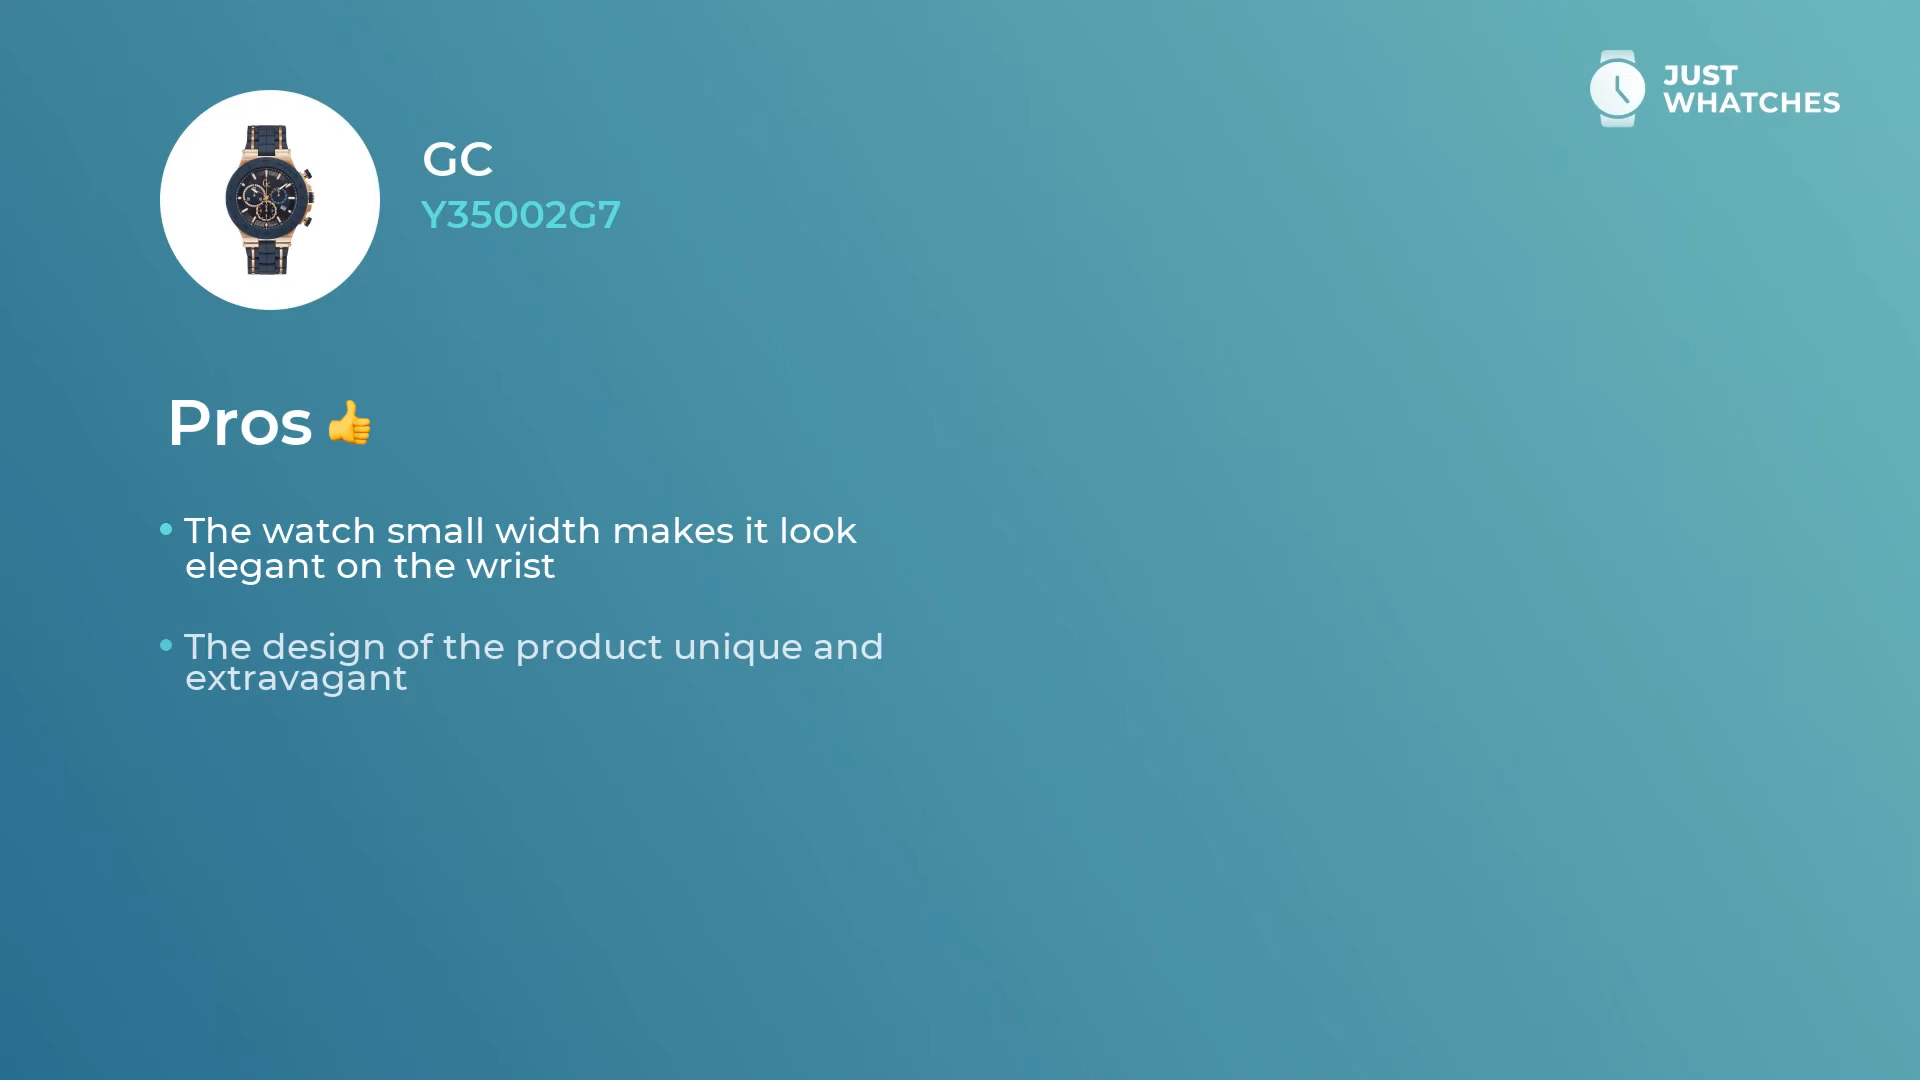 JUST
WHATCHES
GC
Y35002G7
Pros
• The watch small width makes it look
elegant on the wrist
• The design of the product unique and
extravagant